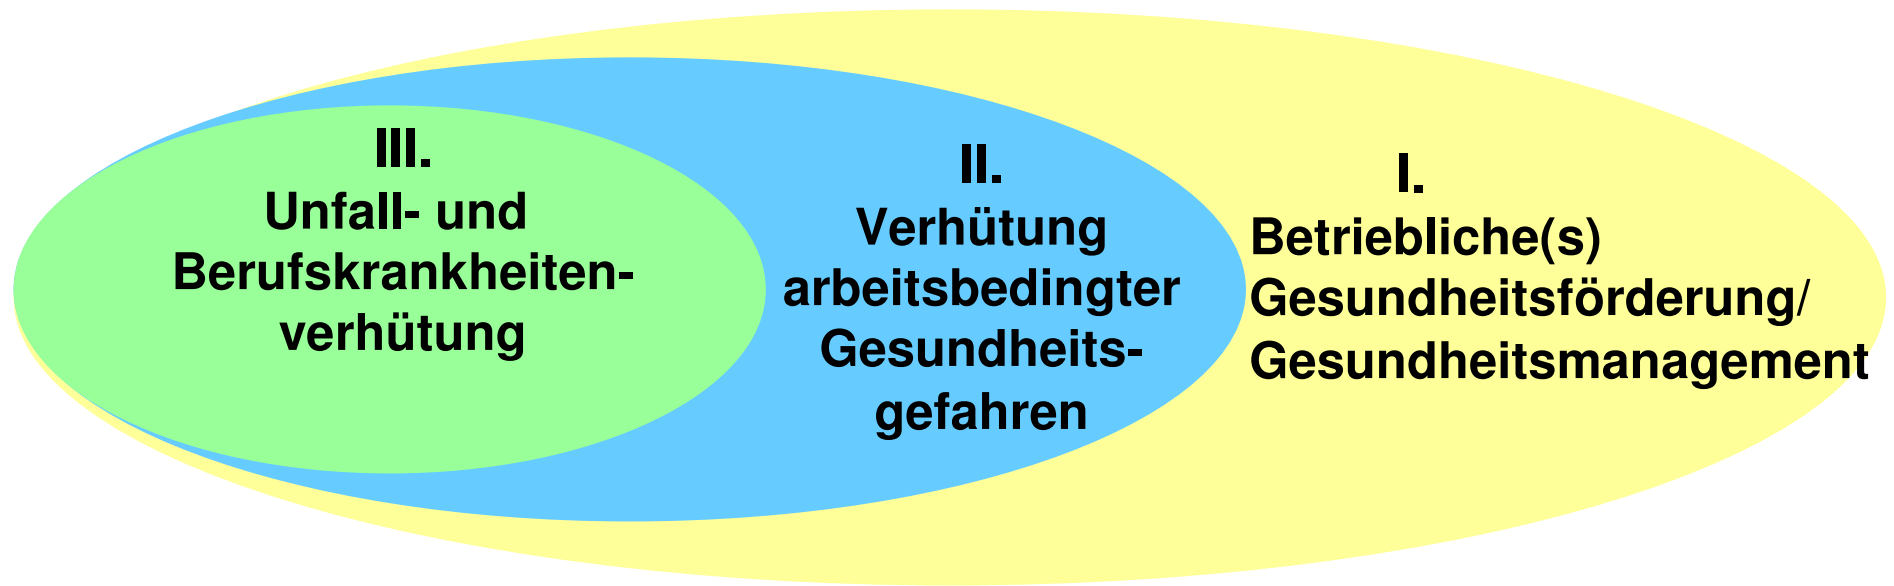 III.
Unfall- und
Berufskrankheiten-
verhütung
II.
Verhütung
arbeitsbedingter
Gesundheits-
gefahren
I.
Betriebliche(s)
Gesundheitsförderung/
Gesundheitsmanagement